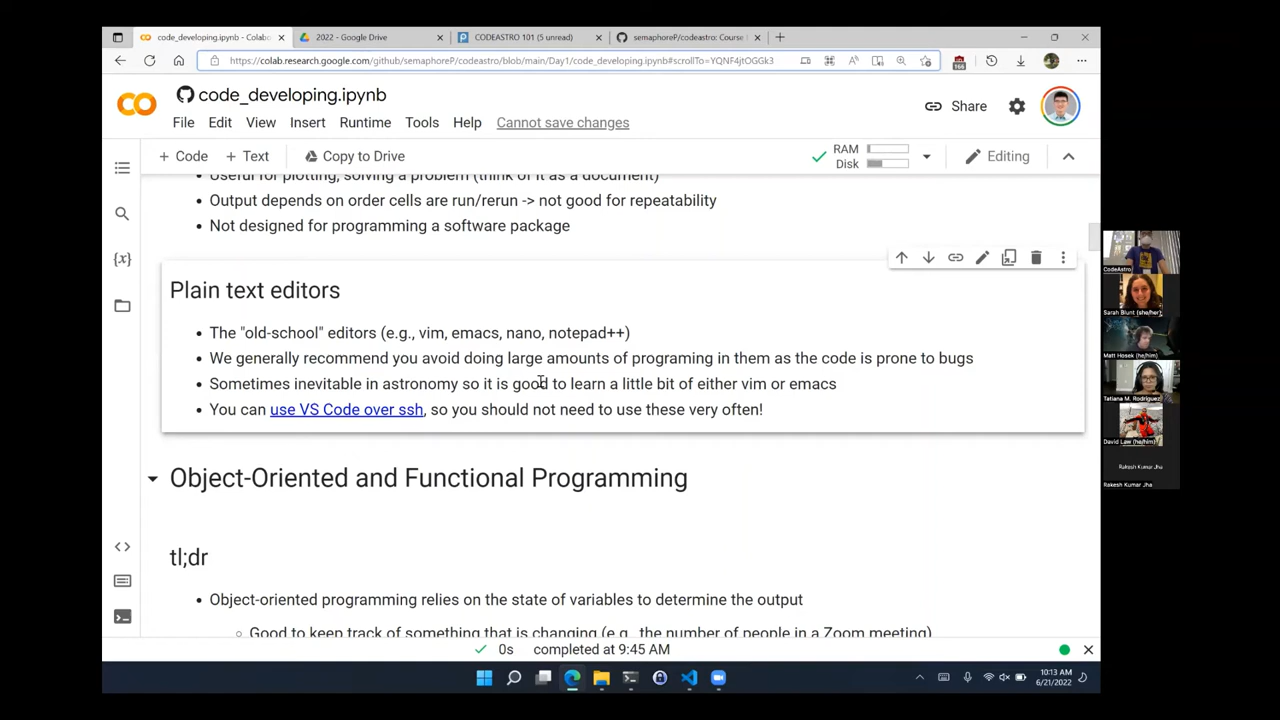 code_developing.ipynb - Colabo
2022 - Google Drive
CODEASTRO 101 (5 unread)
semaphoreP/codeastro: Course
https://colab.research.google.com/github/semaphoreP/codeastro/blob/main/Day1/code_developing.ipynb#scrollTo=YQNF4jtOGGk3
166
code_developing.ipynb
Share
File Edit View Insert Runtime Tools Help Cannot save changes
+ Code + Text Copy to Drive
RAM
Disk
Editing
Useful for plotting, solving a problem (think of it as a document)
Output depends on order cells are run/rerun -> not good for repeatability
Not designed for programming a software package
Plain text editors
The "old-school" editors (e.g., vim, emacs, nano, notepad++)
We generally recommend you avoid doing large amounts of programing in them as the code is prone to bugs
Sometimes inevitable in astronomy so it is good to learn a little bit of either vim or emacs
You can use VS Code over ssh, so you should not need to use these very often!
Object-Oriented and Functional Programming
tl;dr
Object-oriented programming relies on the state of variables to determine the output
Good to keep track of something that is changing (e.g., the number of people in a Zoom meeting)
0s completed at 9:45 AM
10:13 AM
6/21/2022
CodeAstro
Sarah Blunt (she/her)
Matt Hosek (he/him)
Tatiana M. Rodriguez
David Law (he/him)
Rakesh Kumar Jha
Rakesh Kumar Jha